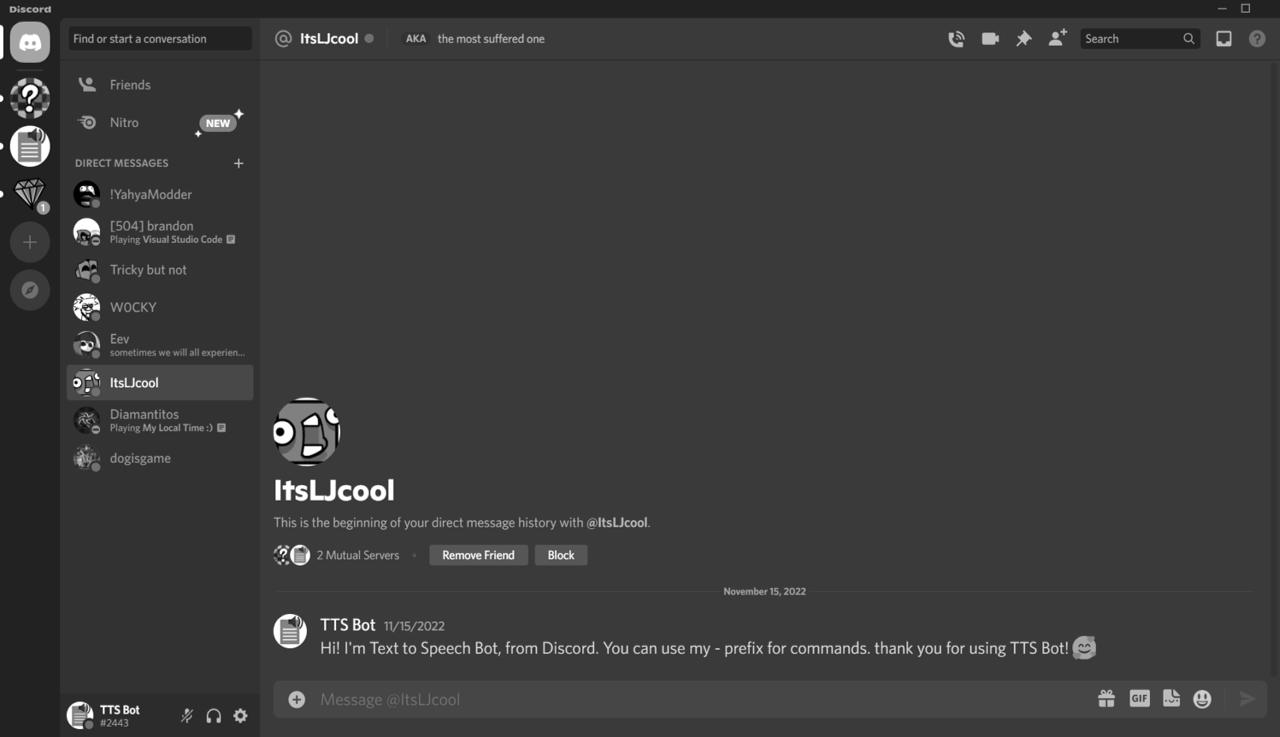 Discord
Find or start a conversation
ItsLJcool
AKA the most suffered one
Search
Friends
Nitro
NEW
DIRECT MESSAGES
!YahyaModder
[504] brandon
Playing Visual Studio Code
Tricky but not
W0CKY
Eev
sometimes we will all experien...
ItsLJcool
Diamantitos
Playing My Local Time :)
dogisgame
1
TTS Bot
#2443
ItsLJcool
This is the beginning of your direct message history with @ItsLJcool.
2 Mutual Servers
Remove Friend
Block
November 15, 2022
TTS Bot 11/15/2022
Hi! I'm Text to Speech Bot, from Discord. You can use my - prefix for commands. thank you for using TTS Bot! 🥰
Message @ItsLJcool
GIF